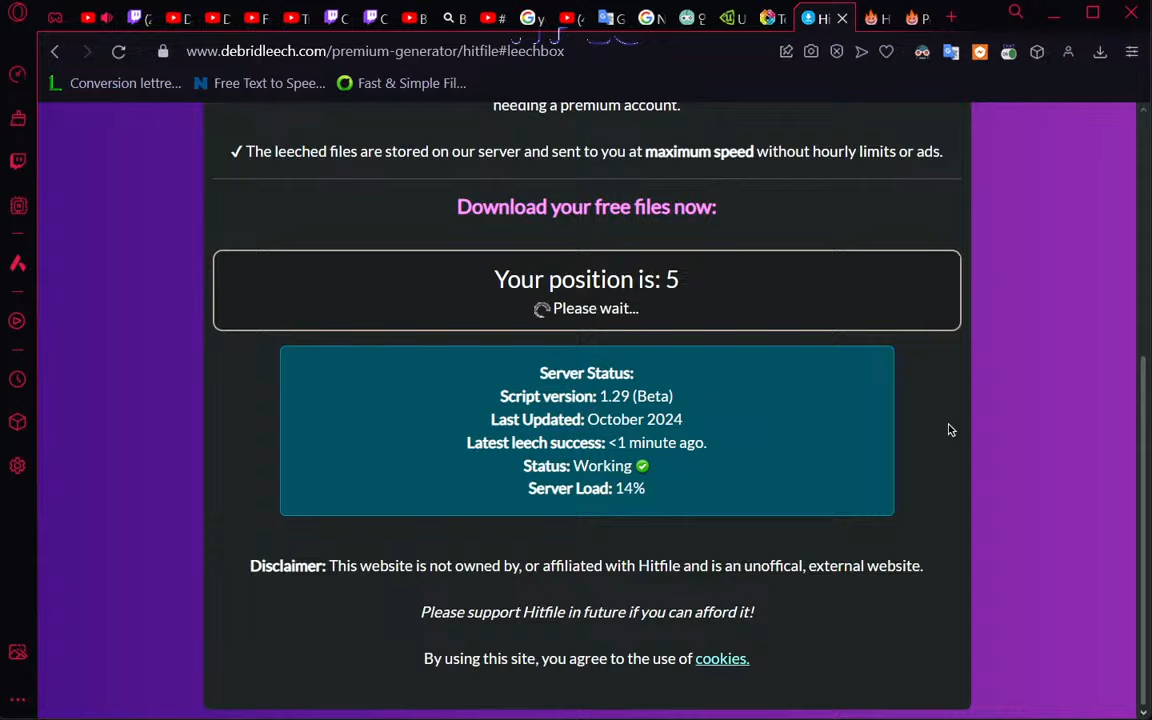 Hi
www.debridleech.com/premium-generator/hitfile#leechbox
Conversion lettre...
Free Text to Spee...
Fast & Simple Fil...
needing a premium account.
✓ The leeched files are stored on our server and sent to you at maximum speed without hourly limits or ads.
Download your free files now:
Your position is: 5
Please wait...
Server Status:
Script version: 1.29 (Beta)
Last Updated: October 2024
Latest leech success: <1 minute ago.
Status: Working
Server Load: 14%
Disclaimer: This website is not owned by, or affiliated with Hitfile and is an unoffical, external website.
Please support Hitfile in future if you can afford it!
By using this site, you agree to the use of cookies.